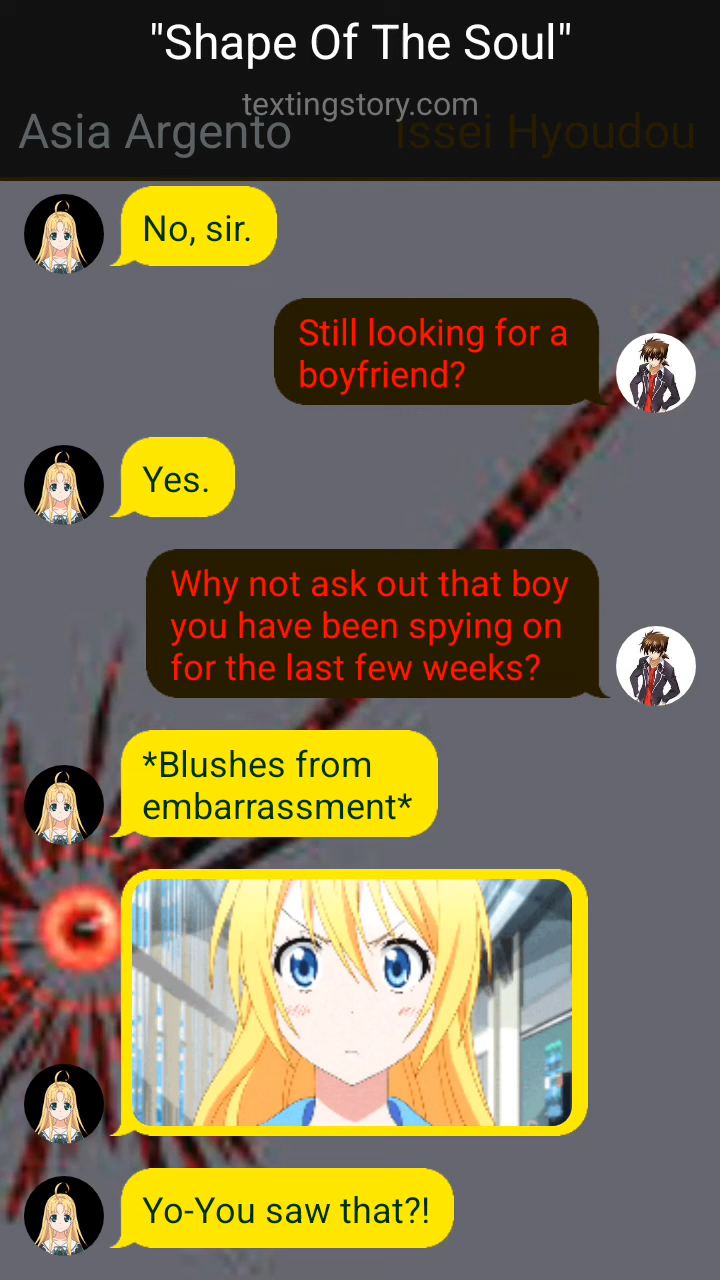 "Shape Of The Soul"
textingstory.com
Asia Argento
Issei Hyoudou
No, sir.
Still looking for a
boyfriend?
Yes.
Why not ask out that boy
you have been spying on
for the last few weeks?
*Blushes from
embarrassment*
Yo-You saw that?!